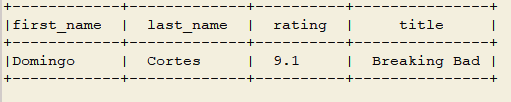 +------------+------------+---------+--------------+
|first_name | last_name | rating | title |
+------------+------------+---------+--------------+
|Domingo | Cortes | 9.1 | Breaking Bad |
+------------+------------+---------+--------------+